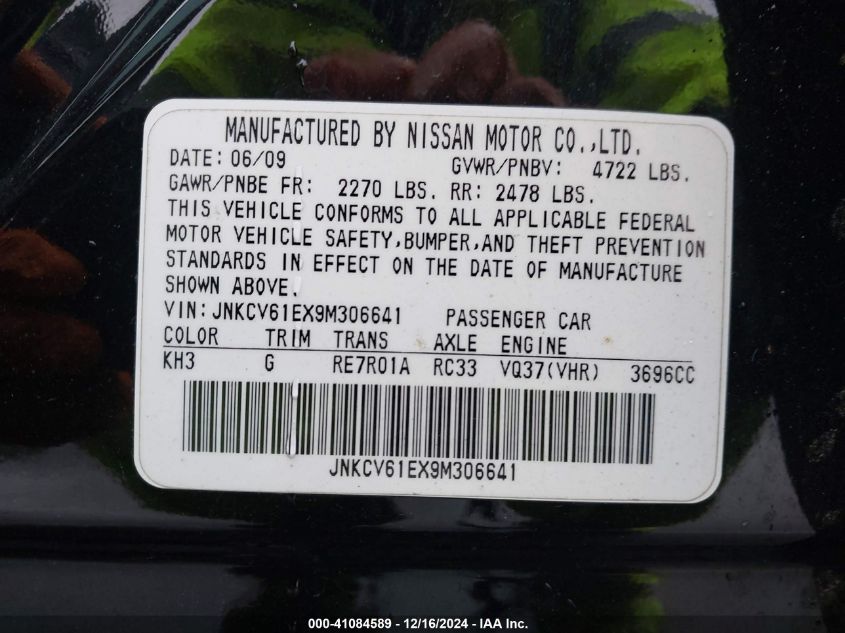 MANUFACTURED BY NISSAN MOTOR CO.,LTD.
DATE: 06/09 GVWR/PNBV: 4722 LBS.
GAWR/PNBE FR: 2270 LBS. RR: 2478 LBS.
THIS VEHICLE CONFORMS TO ALL APPLICABLE FEDERAL
MOTOR VEHICLE SAFETY,BUMPER,AND THEFT PREVENTION
STANDARDS IN EFFECT ON THE DATE OF MANUFACTURE
SHOWN ABOVE.
VIN: JNKCV61EX9M306641 PASSENGER CAR
COLOR TRIM TRANS AXLE ENGINE
KH3 G RE7R01A RC33 VQ37(VHR) 3696CC
JNKCV61EX9M306641
000-41084589 - 12/16/2024 - IAA Inc.